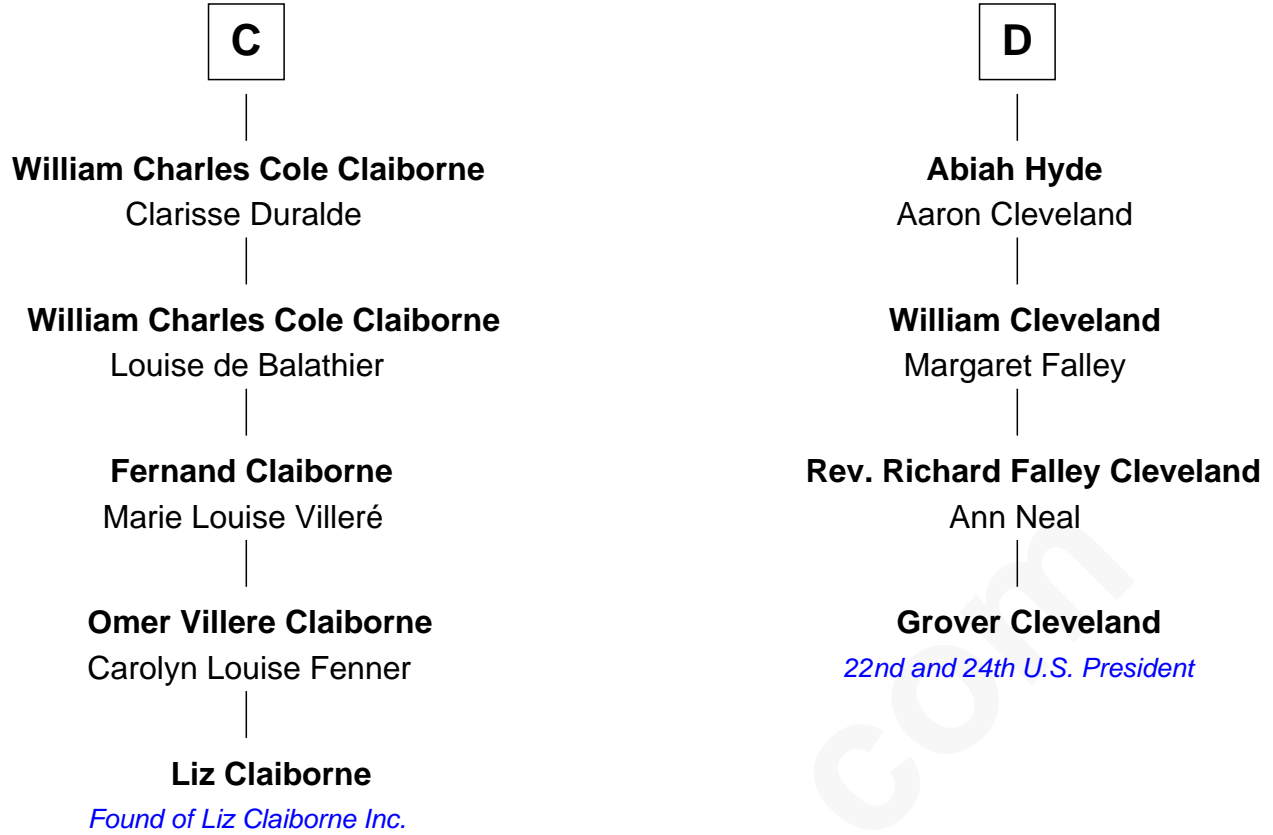 C
William Charles Cole Claiborne
Clarisse Duralde
William Charles Cole Claiborne
Louise de Balathier
Fernand Claiborne
Marie Louise Villeré
Omer Villere Claiborne
Carolyn Louise Fenner
Liz Claiborne
Found of Liz Claiborne Inc.
D
Abiah Hyde
Aaron Cleveland
William Cleveland
Margaret Falley
Rev. Richard Falley Cleveland
Ann Neal
Grover Cleveland
22nd and 24th U.S. President
com